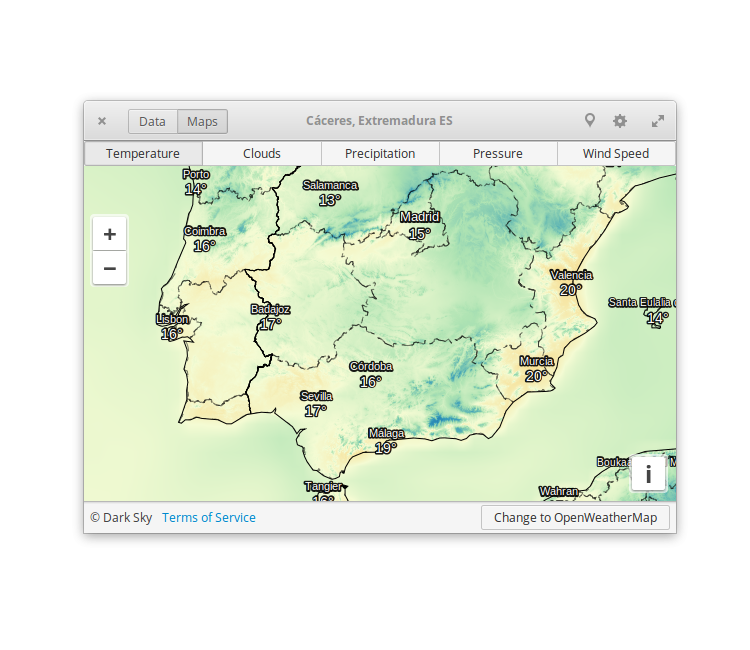 Data Maps Cáceres, Extremadura ES
Temperature Clouds Precipitation Pressure Wind Speed
Porto
14°
Salamanca
13°
Madrid
15°
Coimbra
16°
+
−
Valencia
20°
Santa Eulalia
14°
Badajoz
17°
Lisbon
16°
Murcia
20°
Córdoba
16°
Sevilla
17°
Málaga
19°
Tangier
16°
Wahran
i
© Dark Sky Terms of Service Change to OpenWeatherMap